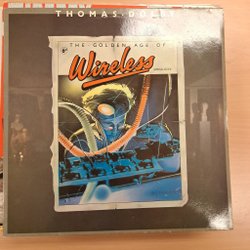 THOMAS·DOLBY
THE GOLDEN AGE OF
Wireless